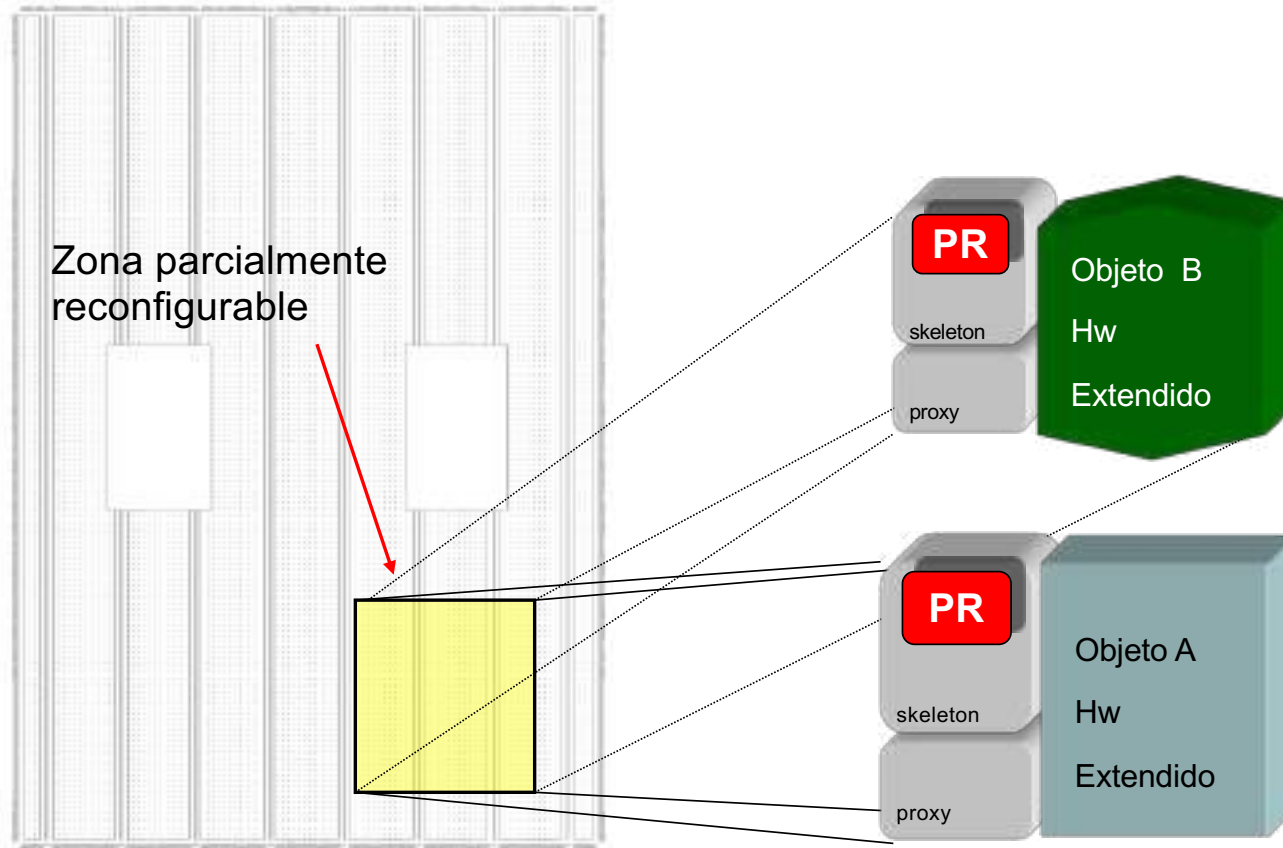 Zona parcialmente
reconfigurable
PR
skeleton
proxy
Objeto B
Hw
Extendido
PR
skeleton
proxy
Objeto A
Hw
Extendido